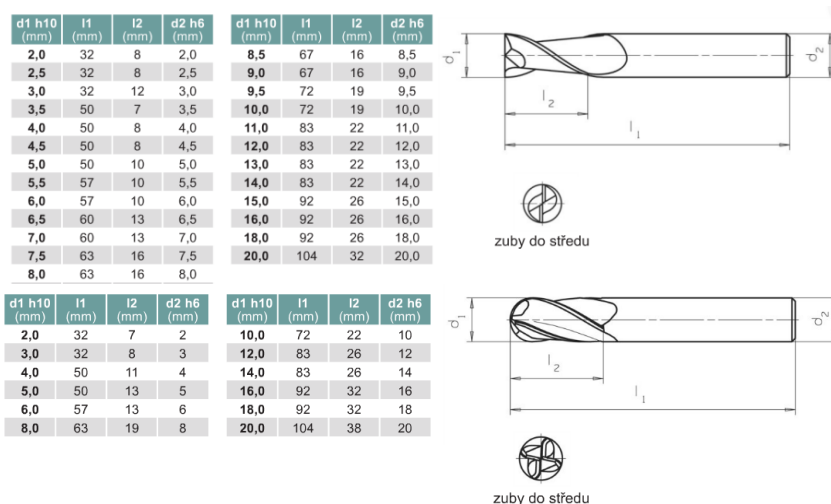 d1 h10 l1 l2 d2 h6
(mm) (mm) (mm) (mm)
2,0 32 8 2,0
2,5 32 8 2,5
3,0 32 12 3,0
3,5 50 7 3,5
4,0 50 8 4,0
4,5 50 8 4,5
5,0 50 10 5,0
5,5 57 10 5,5
6,0 57 10 6,0
6,5 60 13 6,5
7,0 60 13 7,0
7,5 63 16 7,5
8,0 63 16 8,0
d1 h10 l1 l2 d2 h6
(mm) (mm) (mm) (mm)
8,5 67 16 8,5
9,0 67 16 9,0
9,5 72 19 9,5
10,0 72 19 10,0
11,0 83 22 11,0
12,0 83 22 12,0
13,0 83 22 13,0
14,0 83 22 14,0
15,0 92 26 15,0
16,0 92 26 16,0
18,0 92 26 18,0
20,0 104 32 20,0
d1
d2
l2
l1
zuby do středu
d1 h10 l1 l2 d2 h6
(mm) (mm) (mm) (mm)
2,0 32 7 2
3,0 32 8 3
4,0 50 11 4
5,0 50 13 5
6,0 57 13 6
8,0 63 19 8
d1 h10 l1 l2 d2 h6
(mm) (mm) (mm) (mm)
10,0 72 22 10
12,0 83 26 12
14,0 83 26 14
16,0 92 32 16
18,0 92 32 18
20,0 104 38 20
d1
d2
l2
l1
zuby do středu